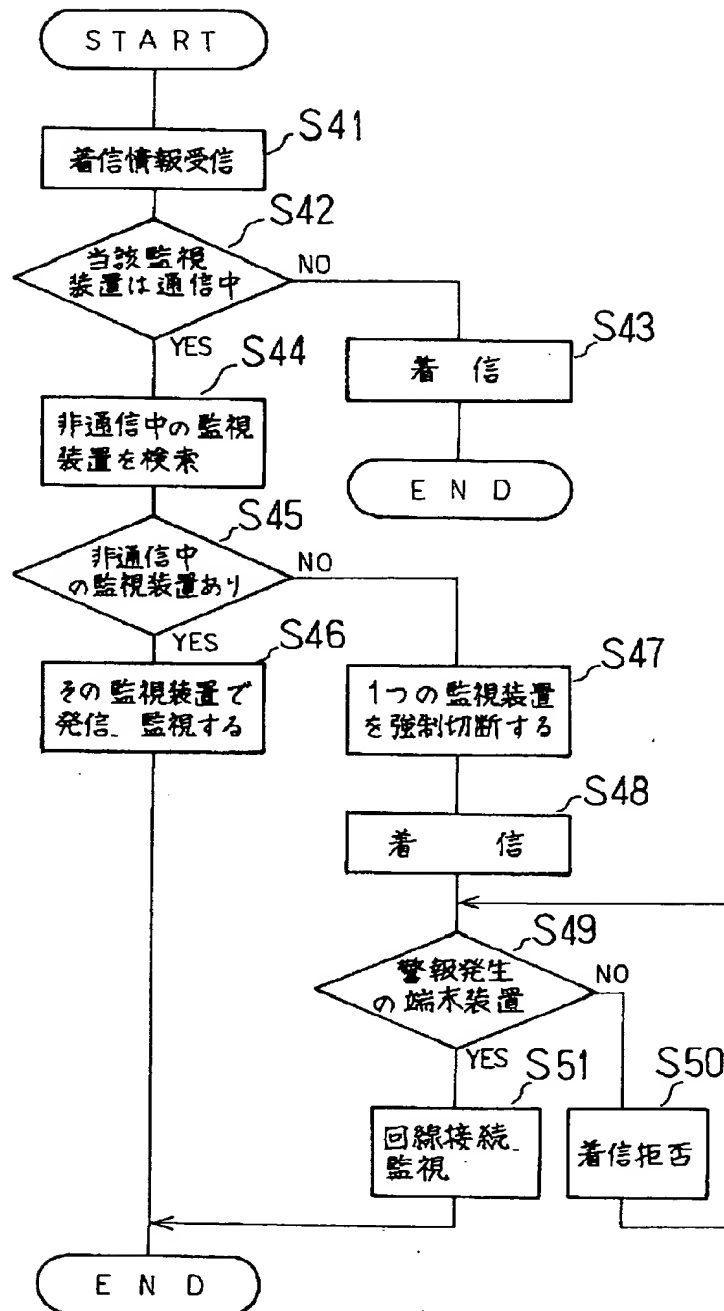 START
S41
着信情報受信
S42
当該監視
装置は通信中
NO
YES
S43
着 信
END
S44
非通信中の監視
装置を検索
S45
非通信中
の監視装置あり
NO
YES
S46
その監視装置で
発信、監視する
S47
1つの監視装置
を強制切断する
S48
着 信
S49
警報発生
の端末装置
NO
YES
S51
回線接続、
監視
S50
着信拒否
END